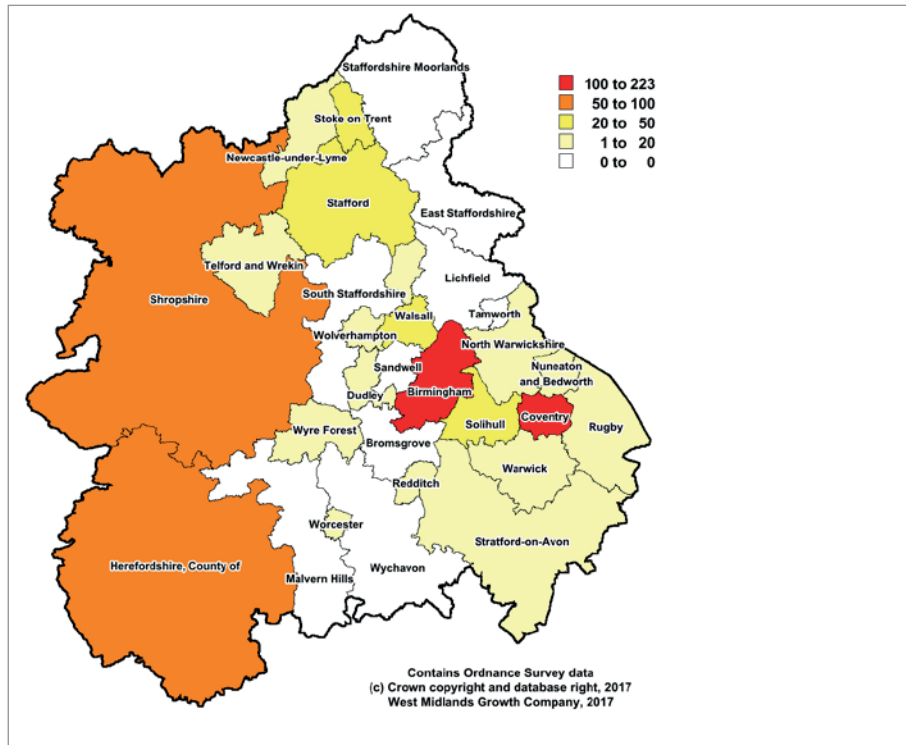 Staffordshire Moorlands
100 to 223
50 to 100
20 to 50
1 to 20
0 to 0
Stoke on Trent
Newcastle-under-Lyme
Stafford
East Staffordshire
Telford and Wrekin
Lichfield
Shropshire
South Staffordshire
Tamworth
Walsall
Wolverhampton
North Warwickshire
Sandwell
Nuneaton
and Bedworth
Dudley
Birmingham
Coventry
Solihull
Rugby
Wyre Forest
Bromsgrove
Warwick
Redditch
Worcester
Stratford-on-Avon
Herefordshire, County of
Wychavon
Malvern Hills
Contains Ordnance Survey data
(c) Crown copyright and database right, 2017
West Midlands Growth Company, 2017